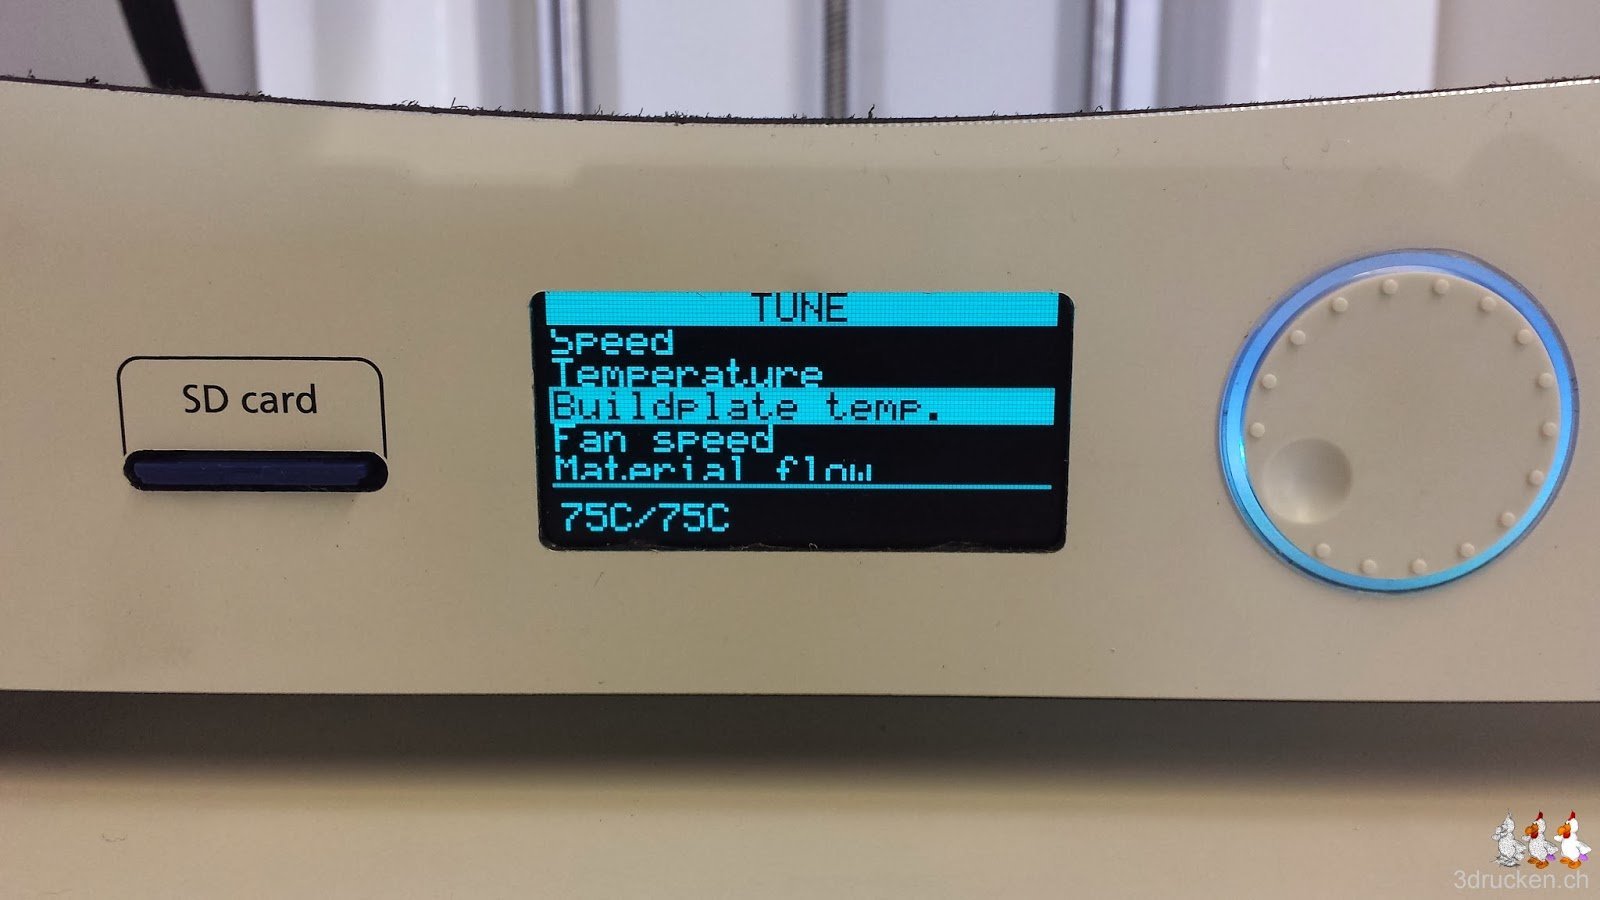 SD card
TUNE
Speed
Temperature
Buildplate temp.
Fan speed
Material flow
75C/75C
3drucken.ch